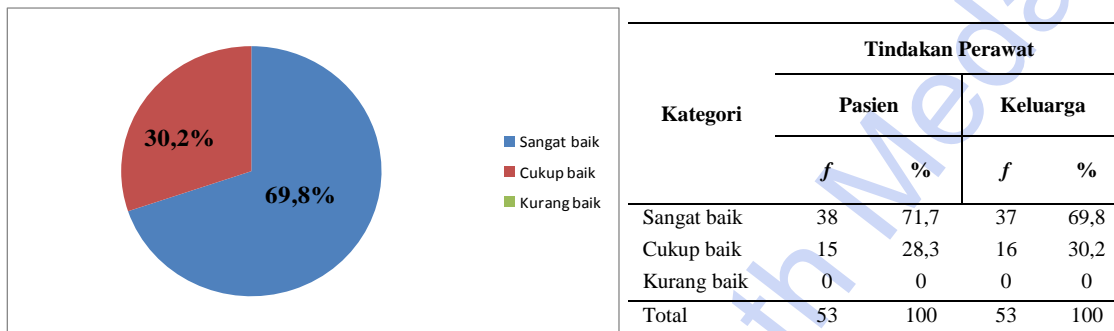 30,2%
69,8%
Sangat baik
Cukup baik
Kurang baik
Tindakan Perawat
Kategori Pasien Keluarga
f % f %
Sangat baik 38 71,7 37 69,8
Cukup baik 15 28,3 16 30,2
Kurang baik 0 0 0 0
Total 53 100 53 100